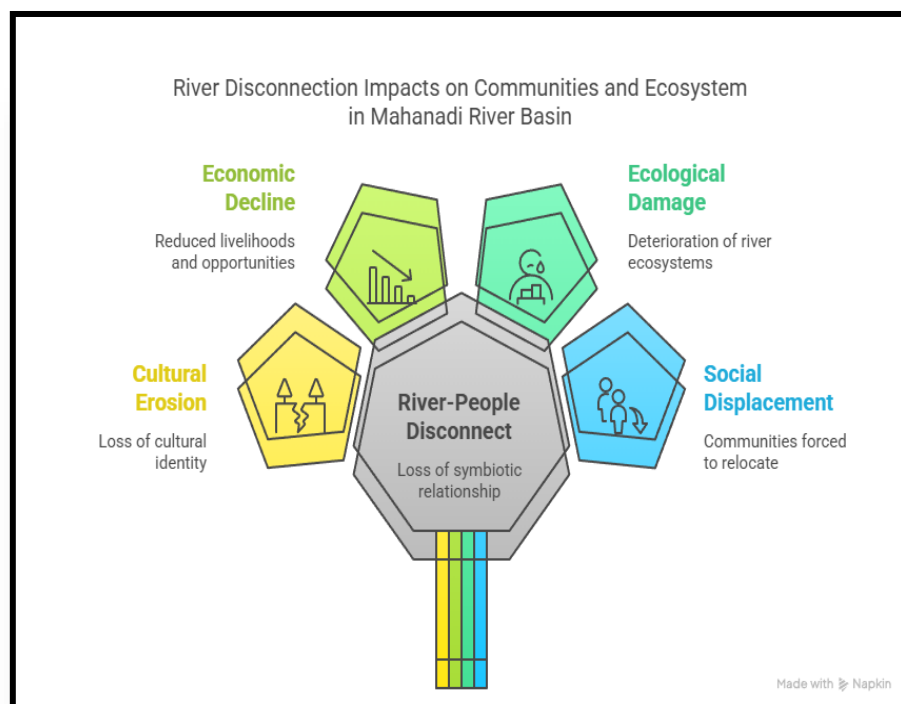 River Disconnection Impacts on Communities and Ecosystem
in Mahanadi River Basin
Economic
Decline
Reduced livelihoods
and opportunities
Ecological
Damage
Deterioration of river
ecosystems
Cultural
Erosion
Loss of cultural
identity
River-People
Disconnect
Loss of symbiotic
relationship
Social
Displacement
Communities forced
to relocate
Made with Napkin